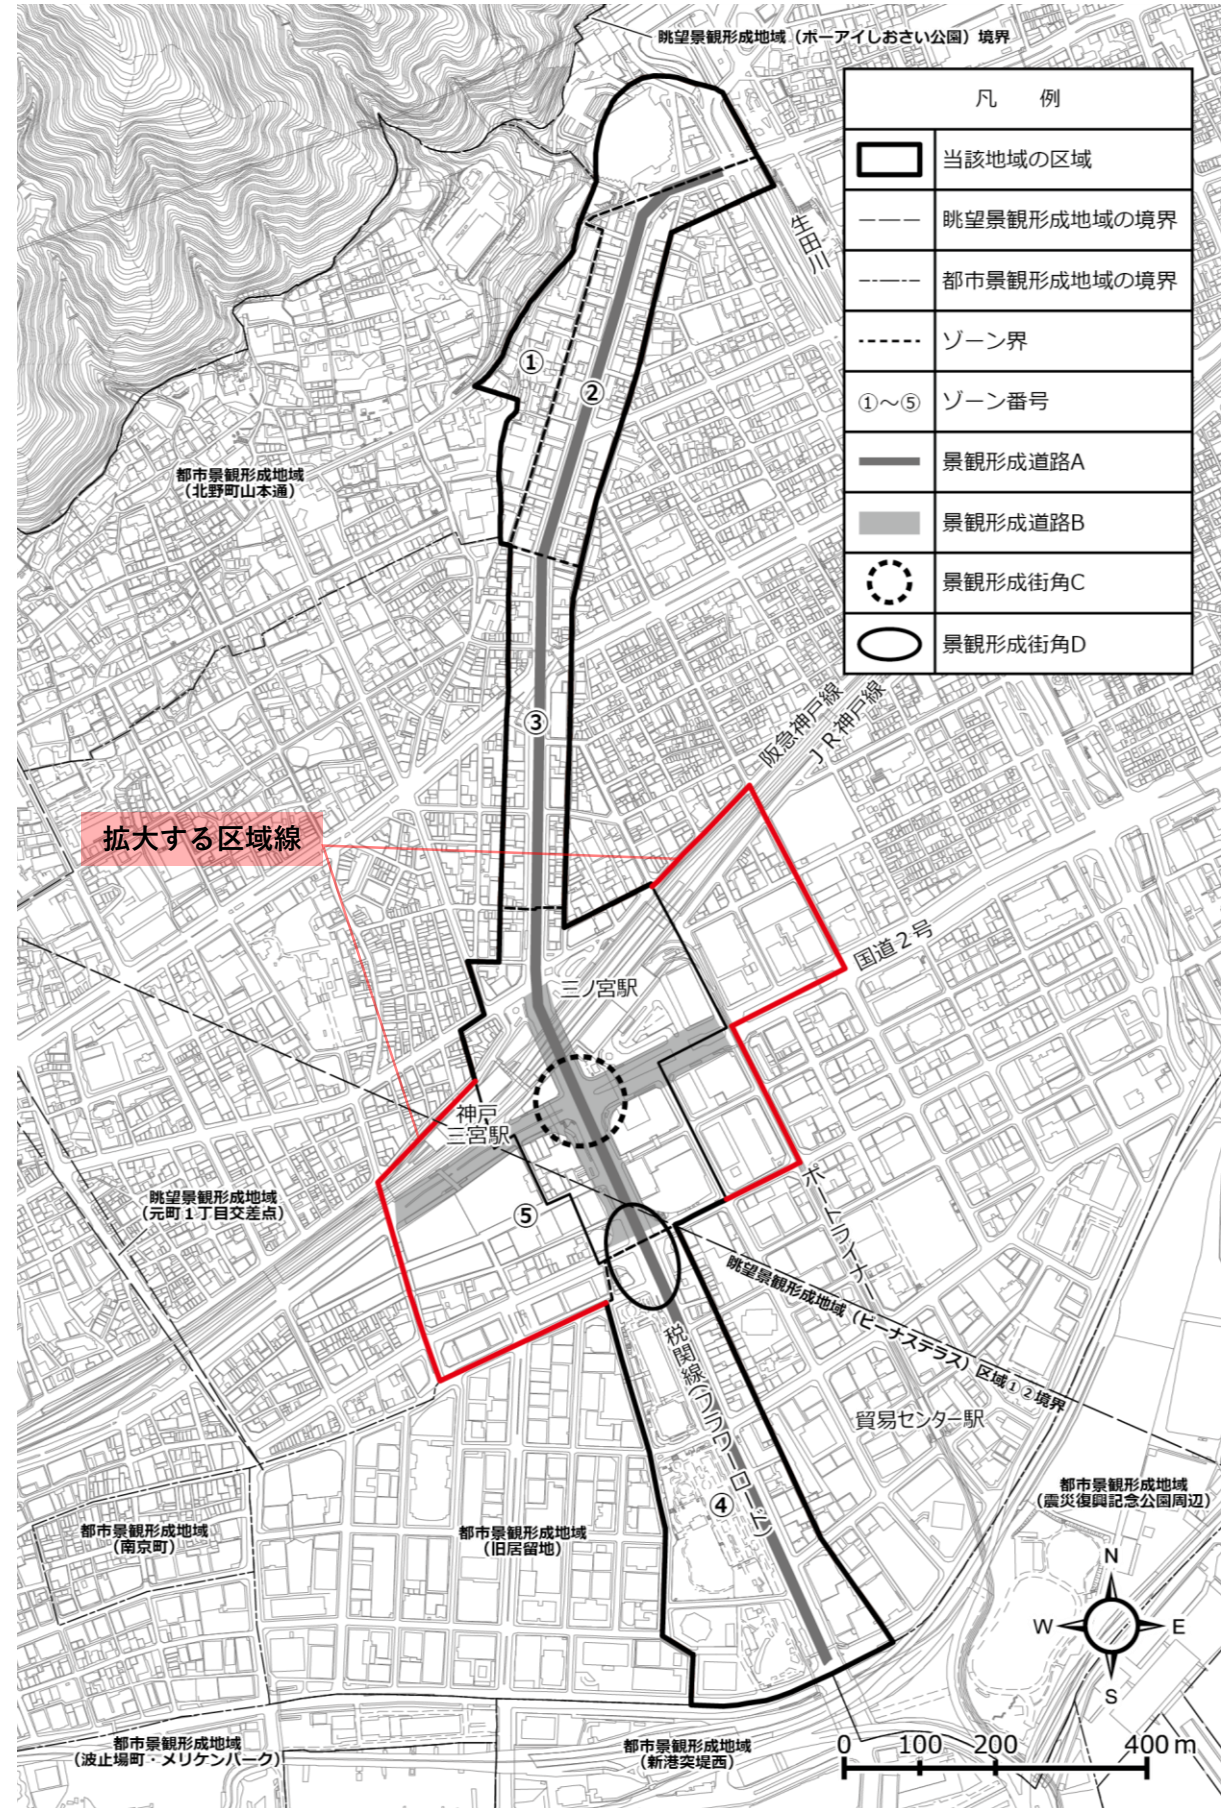 眺望景観形成地域（ポーアイしおさい公園）境界
凡　例
当該地域の区域
眺望景観形成地域の境界
都市景観形成地域の境界
ゾーン界
①～⑤
ゾーン番号
景観形成道路A
景観形成道路B
景観形成街角C
景観形成街角D
生田川
①
②
都市景観形成地域
（北野町山本通）
③
阪急神戸線
ＪＲ神戸線
拡大する区域線
国道２号
三ノ宮駅
神戸
三宮駅
眺望景観形成地域
（元町１丁目交差点）
⑤
ポートライナー
眺望景観形成地域（ビーナステラス）区域①②境界
税関線（フラワーロード）
貿易センター駅
④
都市景観形成地域
（震災復興記念公園周辺）
都市景観形成地域
（南京町）
都市景観形成地域
（旧居留地）
N
W
E
S
都市景観形成地域
（波止場町・メリケンパーク）
都市景観形成地域
（新港突堤西）
0 100 200 400 m